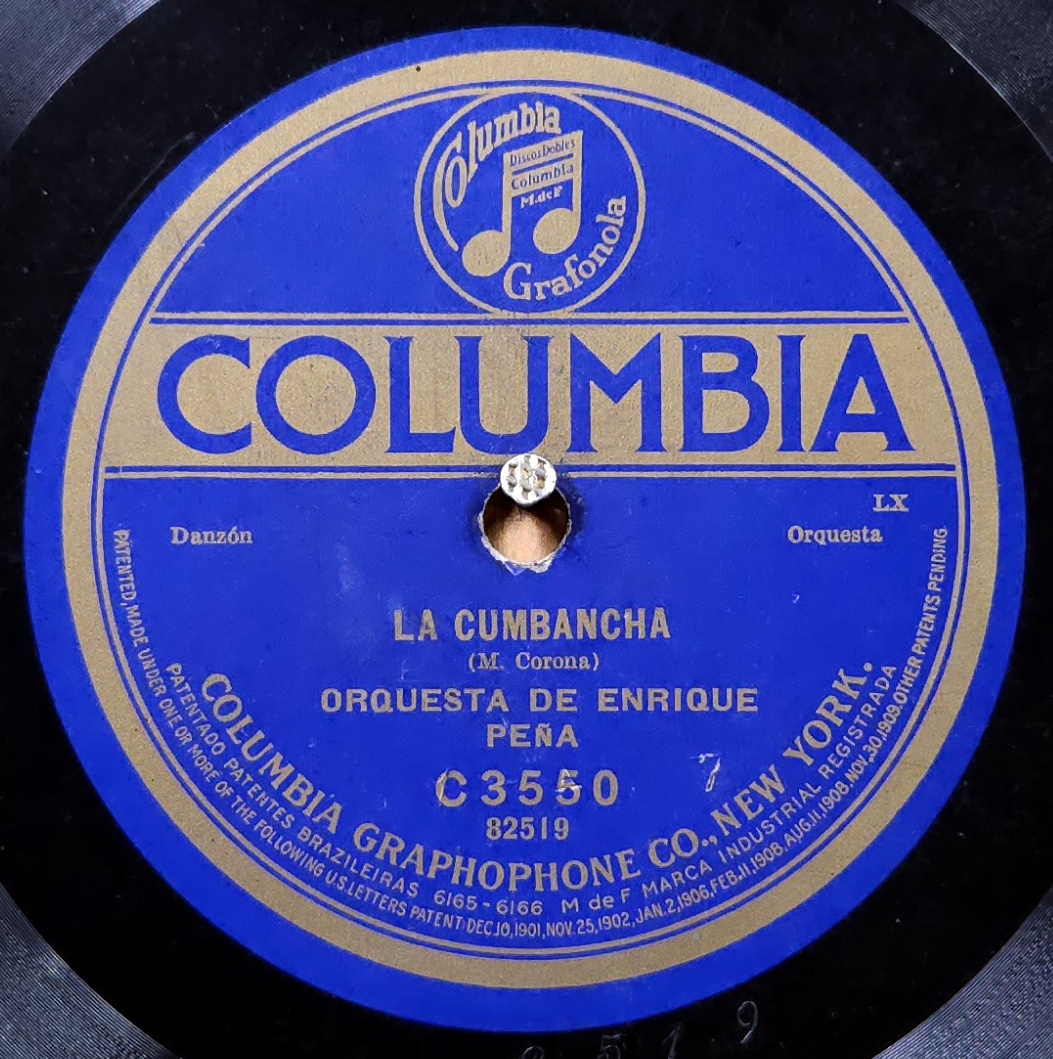 Columbia
Discos Dobles
Columbia
M. de F
Grafonola
COLUMBIA
LX
Danzón
Orquesta
LA CUMBANCHA
(M. Corona)
ORQUESTA DE ENRIQUE
PEÑA
C 3550
82519
COLUMBIA GRAPHOPHONE CO., NEW YORK.
PATENTADO PATENTES BRAZILEIRAS 6165-6166 M de F MARCA INDUSTRIAL REGISTRADA
PATENTED, MADE UNDER ONE OR MORE OF THE FOLLOWING U.S. LETTERS PATENT: DEC.10,1901, NOV.25,1902, JAN.2,1906, FEB.11,1908, AUG.11,1908, NOV.30,1909. OTHER PATENTS PENDING